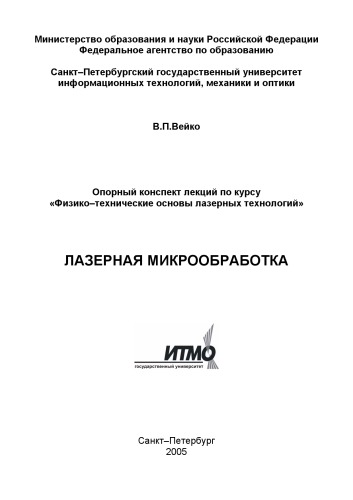 Министерство образования и науки Российской Федерации
Федеральное агентство по образованию
Санкт–Петербургский государственный университет
информационных технологий, механики и оптики
В.П.Вейко
Опорный конспект лекций по курсу
«Физико–технические основы лазерных технологий»
ЛАЗЕРНАЯ МИКРООБРАБОТКА
ИТМО
государственный университет
Санкт–Петербург
2005